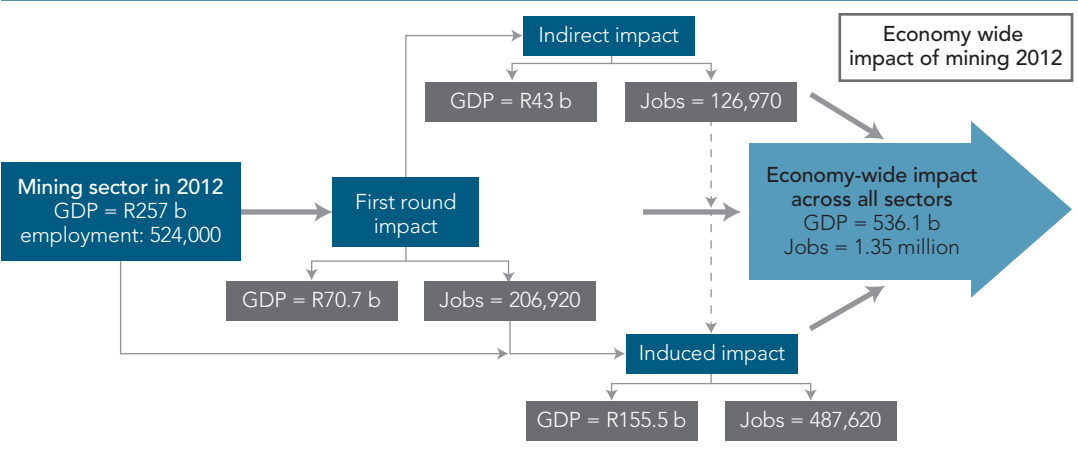 Indirect impact
Economy wide
impact of mining 2012
GDP = R43 b
Jobs = 126,970
Mining sector in 2012
GDP = R257 b
employment: 524,000
First round
impact
Economy-wide impact
across all sectors
GDP = 536.1 b
Jobs = 1.35 million
GDP = R70.7 b
Jobs = 206,920
Induced impact
GDP = R155.5 b
Jobs = 487,620